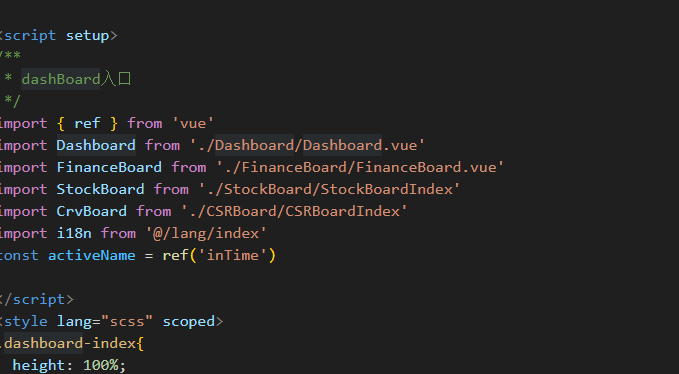 <script setup>
/**
* dashBoard入口
*/
import { ref } from 'vue'
import Dashboard from './Dashboard/Dashboard.vue'
import FinanceBoard from './FinanceBoard/FinanceBoard.vue'
import StockBoard from './StockBoard/StockBoardIndex'
import CrvBoard from './CSRBoard/CSRBoardIndex'
import i18n from '@/lang/index'
const activeName = ref('inTime')
</script>
<style lang="scss" scoped>
.dashboard-index{
height: 100%;